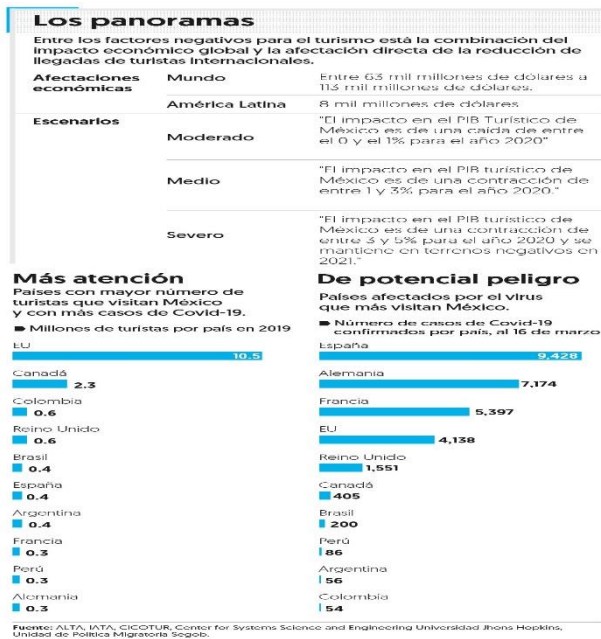 Los panoramas
Entre los factores negativos para el turismo está la combinación del
impacto económico global y la afectación directa de la reducción de
llegadas de turistas internacionales.
Afectaciones
económicas
Mundo
Entre 63 mil millones de dólares a
113 mil millones de dólares.
América Latina
8 mil millones de dólares
Escenarios
Moderado
"El impacto en el PIB Turístico de
México es de una caída de entre
el 0 y el 1% para el año 2020"
Medio
"El impacto en el PIB turístico de
México es de una contracción de
entre 1 y 3% para el año 2020."
Severo
"El impacto en el PIB turístico de
México es de una contracción de
entre 3 y 5% para el año 2020 y se
mantiene en terrenos negativos en
2021."
Más atención
Países con mayor número de
turistas que visitan México
y con más casos de Covid-19.
Millones de turistas por país en 2019
EU
10.5
Canadá
2.3
Colombia
0.6
Reino Unido
0.6
Brasil
0.4
España
0.4
Argentina
0.4
Francia
0.3
Perú
0.3
Alemania
0.3
De potencial peligro
Países afectados por el virus
que más visitan México.
Número de casos de Covid-19
confirmados por país, al 16 de marzo
España
9,428
Alemania
7,174
Francia
5,397
EU
4,138
Reino Unido
1,551
Canadá
405
Brasil
200
Perú
86
Argentina
56
Colombia
54
Fuente: ALTA, IATA, CICOTUR, Center for Systems Science and Engineering Universidad Jhons Hopkins,
Unidad de Política Migratoria Segob.